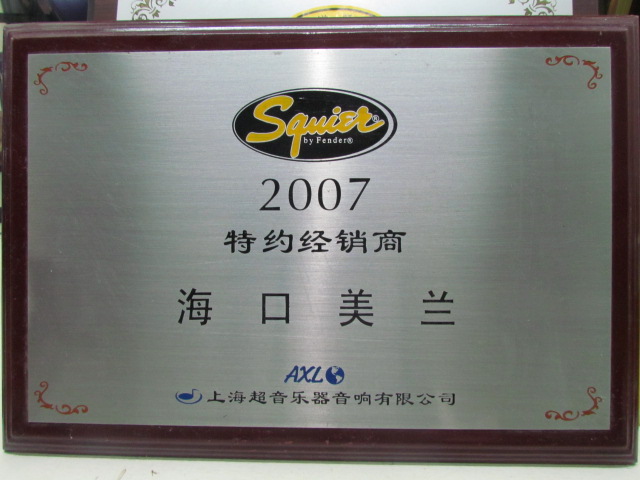 Squier®
by Fender®
2007
特约经销商
海口美兰
AXL
上海超音乐器音响有限公司